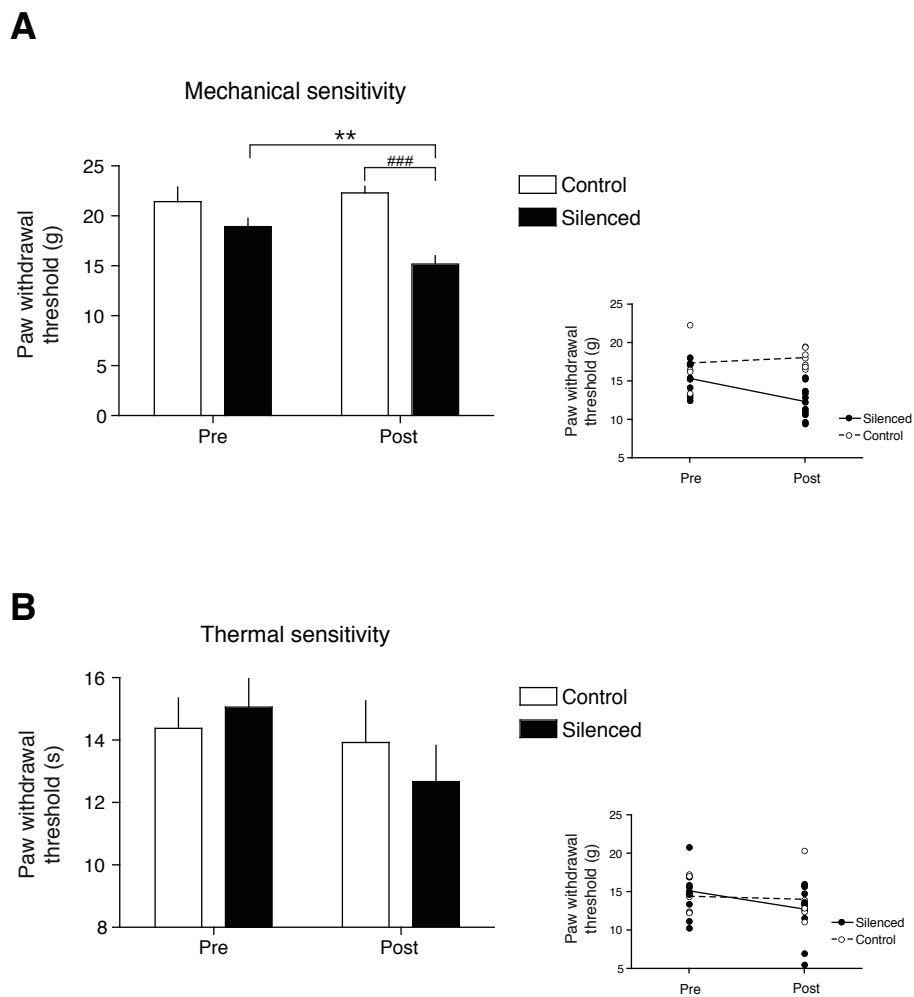 A
Mechanical sensitivity
**
###
25
20
15
10
5
0
Paw withdrawal
threshold (g)
Pre
Post
Control
Silenced
25
20
15
10
5
Paw withdrawal
threshold (g)
Pre
Post
Silenced
Control
B
Thermal sensitivity
16
14
12
10
8
Paw withdrawal
threshold (s)
Pre
Post
Control
Silenced
25
20
15
10
5
Paw withdrawal
threshold (g)
Pre
Post
Silenced
Control